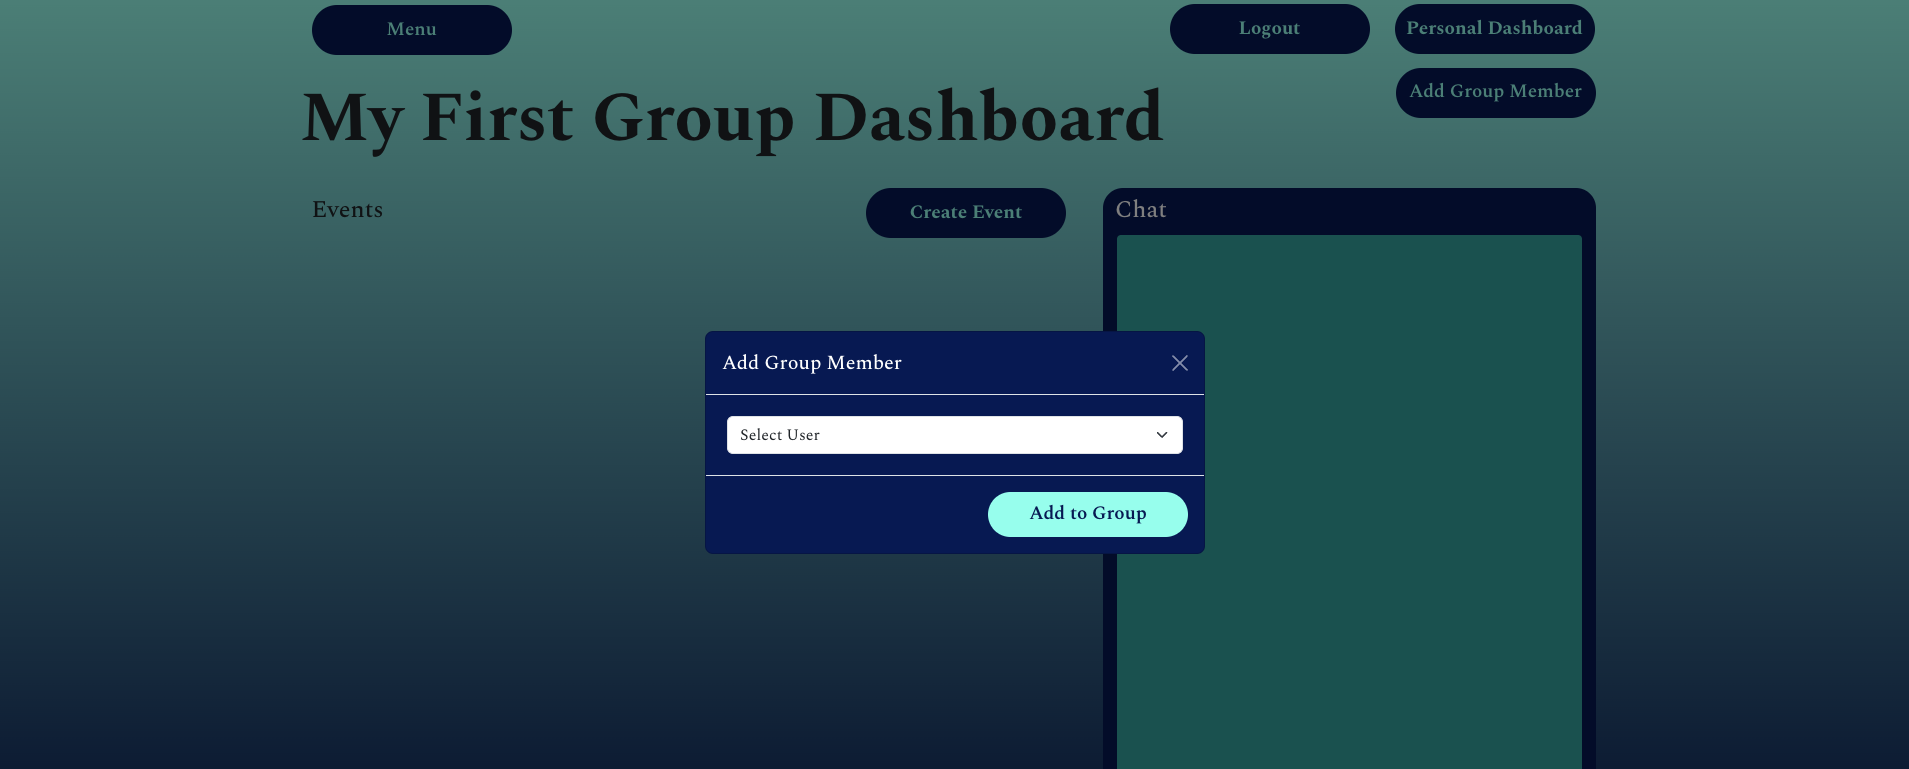 Menu
Logout
Personal Dashboard
Add Group Member
My First Group Dashboard
Events
Create Event
Chat
Add Group Member
Select User
Add to Group